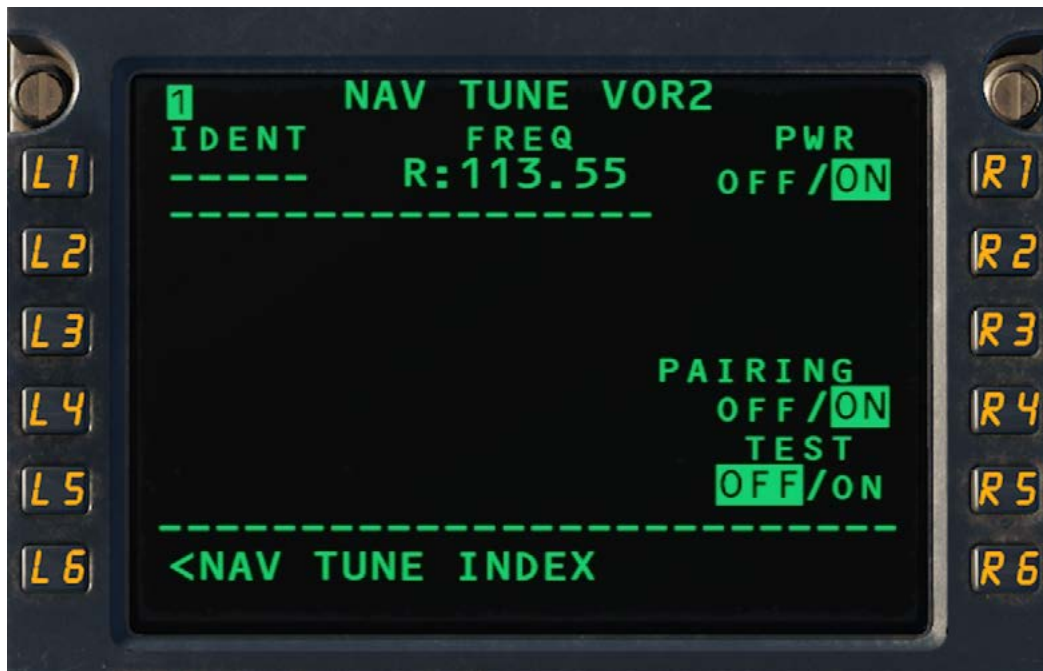 1 NAV TUNE VOR2
IDENT FREQ PWR
L1 ----- R:113.55 OFF/ON R1
-----------------
L2 R2
L3 R3
PAIRING
L4 OFF/ON R4
TEST
L5 OFF/ON R5
--------------------------
L6 <NAV TUNE INDEX R6